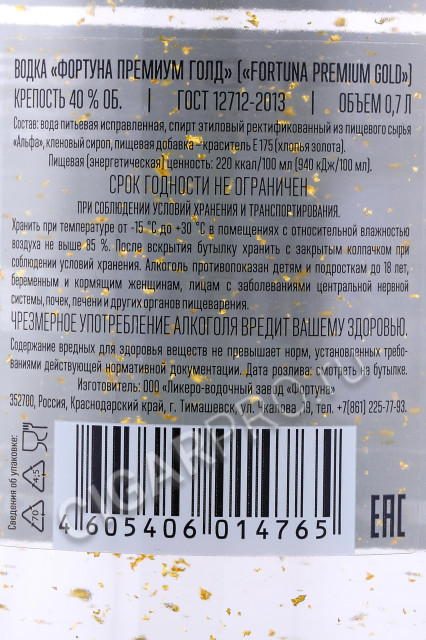 ВОДКА «ФОРТУНА ПРЕМИУМ ГОЛД» («FORTUNA PREMIUM GOLD»)
КРЕПОСТЬ 40 % ОБ. | ГОСТ 12712-2013 | ОБЪЕМ 0,7 Л
Состав: вода питьевая исправленная, спирт этиловый ректификованный из пищевого сырья
«Альфа», кленовый сироп, пищевая добавка – краситель Е 175 (хлопья золота).
Пищевая (энергетическая) ценность: 220 ккал/100 мл (940 кДж/100 мл).
СРОК ГОДНОСТИ НЕ ОГРАНИЧЕН
ПРИ СОБЛЮДЕНИИ УСЛОВИЙ ХРАНЕНИЯ И ТРАНСПОРТИРОВАНИЯ.
Хранить при температуре от -15 °С до +30 °С в помещениях с относительной влажностью
воздуха не выше 85 %. После вскрытия бутылку хранить с закрытым колпачком при
соблюдении условий хранения. Алкоголь противопоказан детям и подросткам до 18 лет,
беременным и кормящим женщинам, лицам с заболеваниями центральной нервной
системы, почек, печени и других органов пищеварения.
ЧРЕЗМЕРНОЕ УПОТРЕБЛЕНИЕ АЛКОГОЛЯ ВРЕДИТ ВАШЕМУ ЗДОРОВЬЮ.
Содержание вредных для здоровья веществ не превышает норм, установленных требо-
ваниями действующей нормативной документации. Дата розлива: смотреть на бутылке.
Изготовитель: ООО «Ликеро-водочный завод «Фортуна»
352700, Россия, Краснодарский край, г. Тимашевск, ул. Чкалова 8, тел. +7(861) 225-77-93.
Сведения об упаковке:
70 4,5
4 605406 014765
ЕАС
CIGARPRO.RU